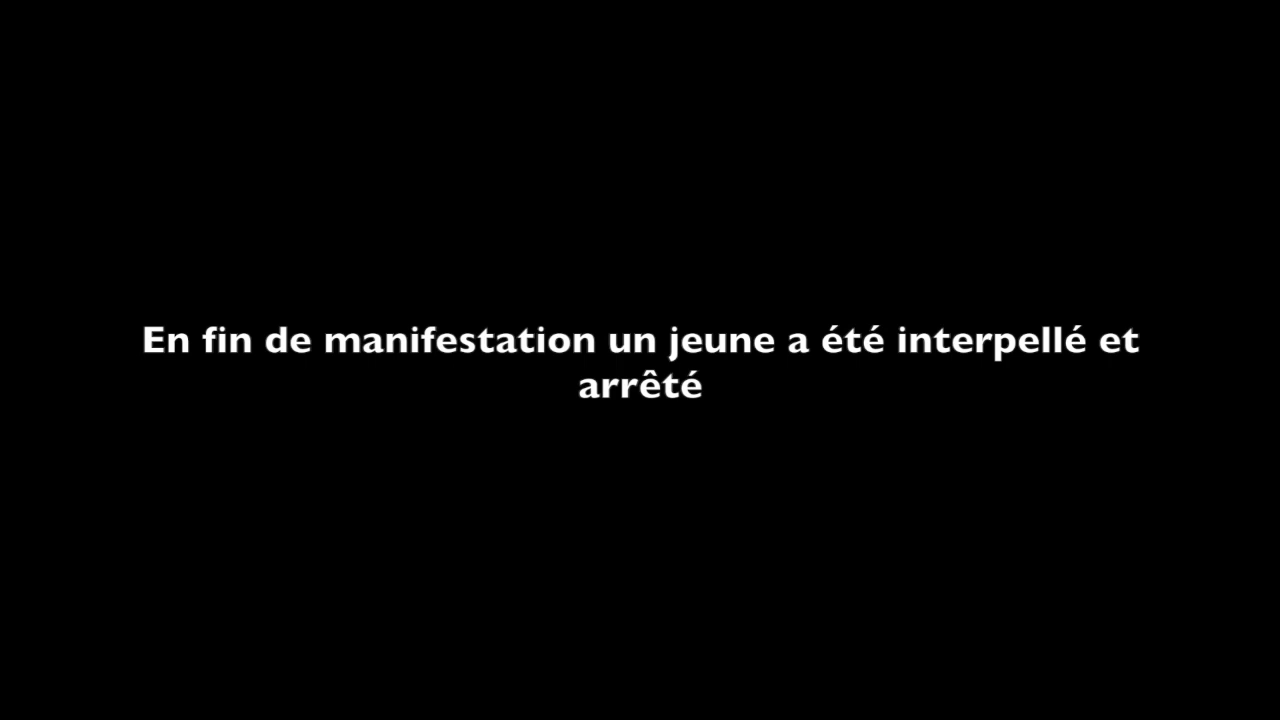 En fin de manifestation un jeune a été interpellé et
arrêté